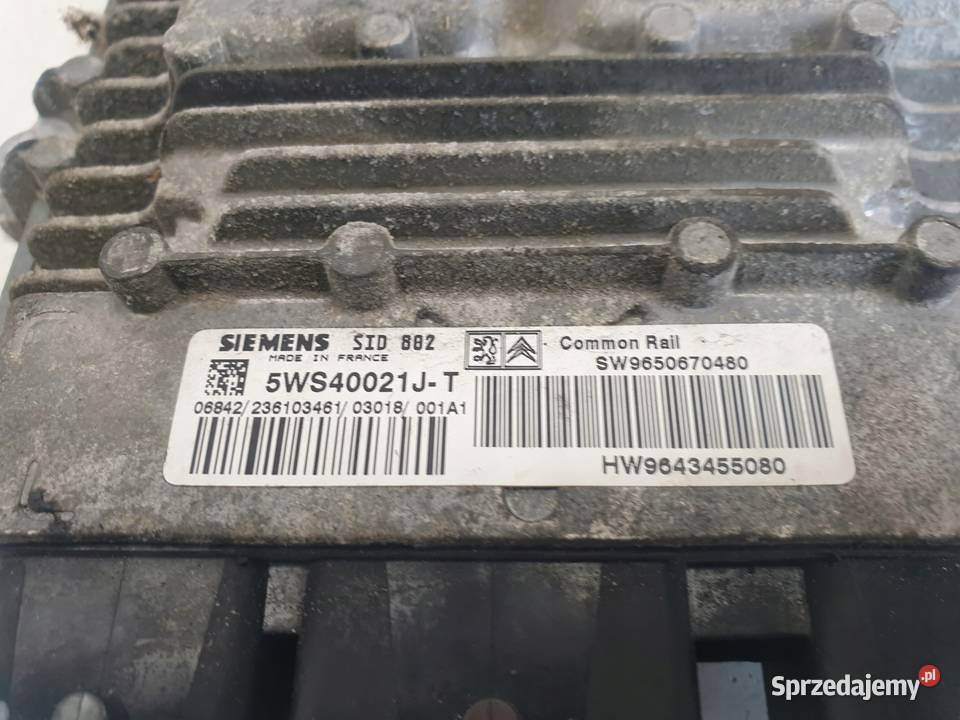 SIEMENS SID 802
MADE IN FRANCE
5WS40021J-T
06842/236103461/03018/001A1
Common Rail
SW9650670480
HW9643455080
Sprzedajemy.pl